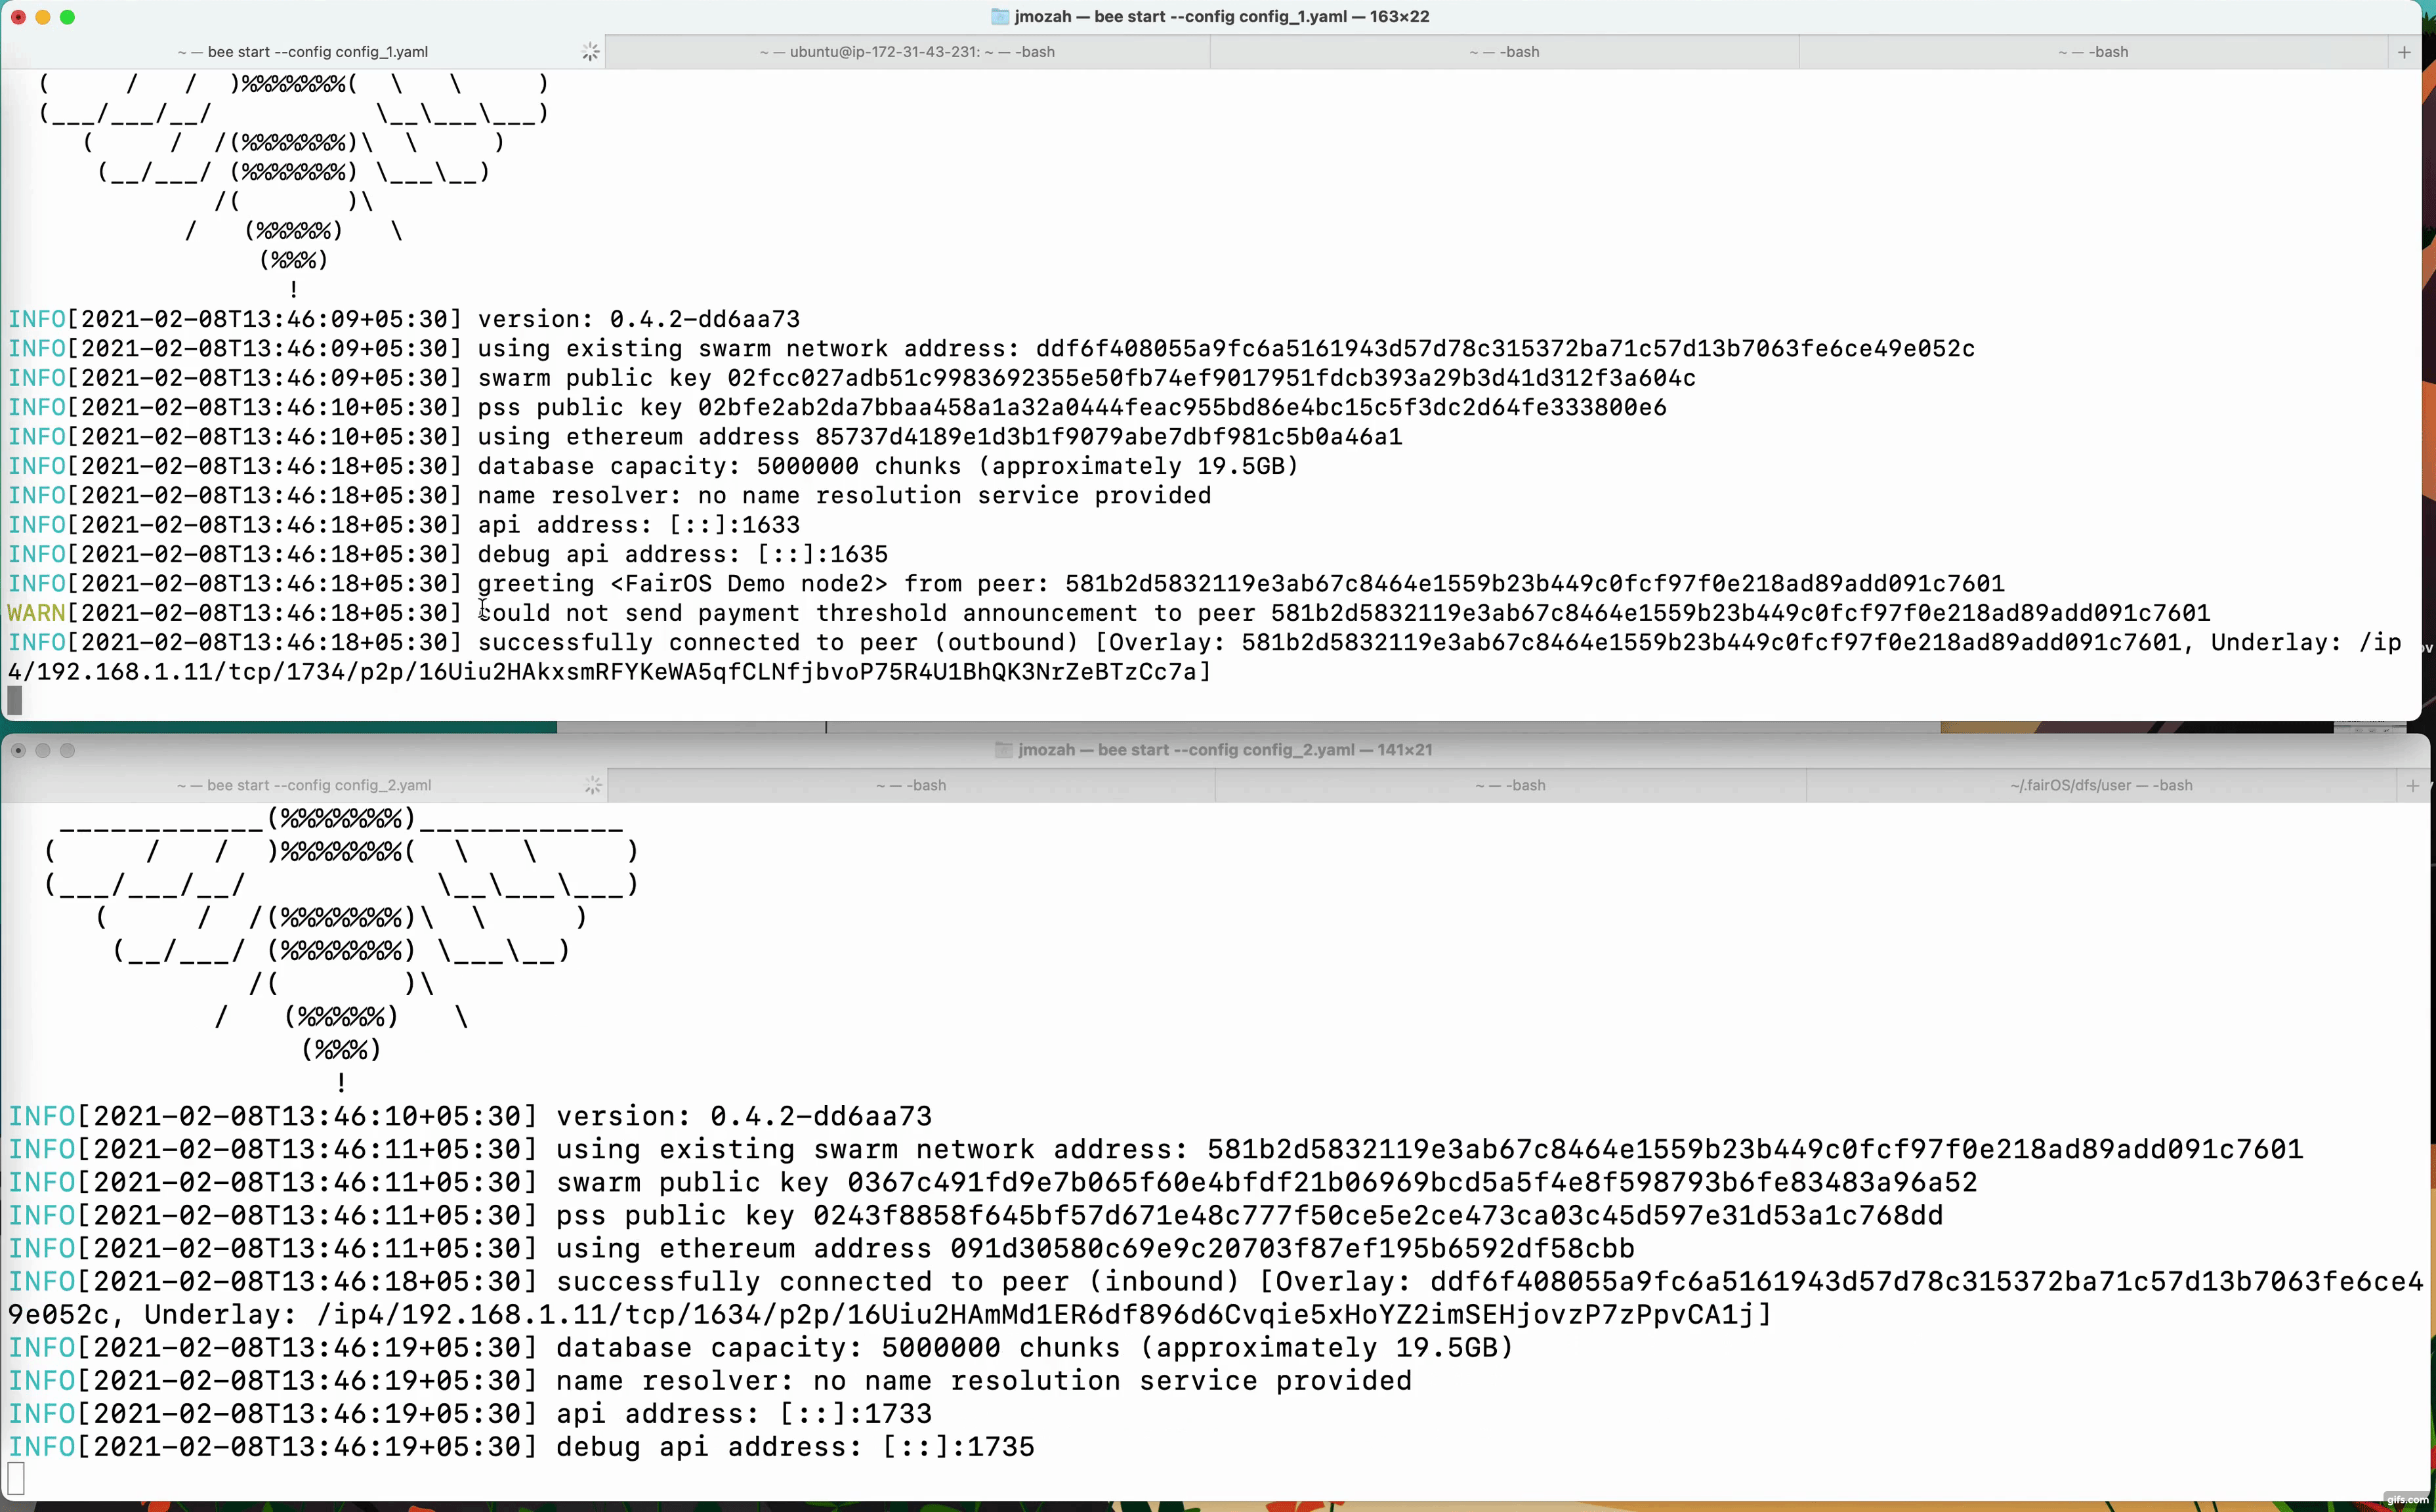 jmozah — bee start --config config_1.yaml — 163×22
~ — bee start --config config_1.yaml ~ — ubuntu@ip-172-31-43-231: ~ — -bash ~ — -bash ~ — -bash +
(     /   /  )%%%%%%%(  \   \     )
(___/___/__/           \__\___\___)
(     /  /(%%%%%%%)\  \     )
(__/___/ (%%%%%%%) \___\__)
/(       )\
/   (%%%%%)   \
(%%%)
!
INFO[2021-02-08T13:46:09+05:30] version: 0.4.2-dd6aa73
INFO[2021-02-08T13:46:09+05:30] using existing swarm network address: ddf6f408055a9fc6a5161943d57d78c315372ba71c57d13b7063fe6ce49e052c
INFO[2021-02-08T13:46:09+05:30] swarm public key 02fcc027adb51c9983692355e50fb74ef9017951fdcb393a29b3d41d312f3a604c
INFO[2021-02-08T13:46:10+05:30] pss public key 02bfe2ab2da7bbaa458a1a32a0444feac955bd86e4bc15c5f3dc2d64fe333800e6
INFO[2021-02-08T13:46:10+05:30] using ethereum address 85737d4189e1d3b1f9079abe7dbf981c5b0a46a1
INFO[2021-02-08T13:46:18+05:30] database capacity: 5000000 chunks (approximately 19.5GB)
INFO[2021-02-08T13:46:18+05:30] name resolver: no name resolution service provided
INFO[2021-02-08T13:46:18+05:30] api address: [::]:1633
INFO[2021-02-08T13:46:18+05:30] debug api address: [::]:1635
INFO[2021-02-08T13:46:18+05:30] greeting <FairOS Demo node2> from peer: 581b2d5832119e3ab67c8464e1559b23b449c0fcf97f0e218ad89add091c7601
WARN[2021-02-08T13:46:18+05:30] could not send payment threshold announcement to peer 581b2d5832119e3ab67c8464e1559b23b449c0fcf97f0e218ad89add091c7601
INFO[2021-02-08T13:46:18+05:30] successfully connected to peer (outbound) [Overlay: 581b2d5832119e3ab67c8464e1559b23b449c0fcf97f0e218ad89add091c7601, Underlay: /ip
4/192.168.1.11/tcp/1734/p2p/16Uiu2HAkxsmRFYKeWA5qfCLNfjbvoP75R4U1BhQK3NrZeBTzCc7a]
jmozah — bee start --config config_2.yaml — 141×21
~ — bee start --config config_2.yaml ~ — -bash ~ — -bash ~/.fairOS/dfs/user — -bash +
____________(%%%%%%%)____________
(     /   /  )%%%%%%%(  \   \     )
(___/___/__/           \__\___\___)
(     /  /(%%%%%%%)\  \     )
(__/___/ (%%%%%%%) \___\__)
/(       )\
/   (%%%%%)   \
(%%%)
!
INFO[2021-02-08T13:46:10+05:30] version: 0.4.2-dd6aa73
INFO[2021-02-08T13:46:11+05:30] using existing swarm network address: 581b2d5832119e3ab67c8464e1559b23b449c0fcf97f0e218ad89add091c7601
INFO[2021-02-08T13:46:11+05:30] swarm public key 0367c491fd9e7b065f60e4bfdf21b06969bcd5a5f4e8f598793b6fe83483a96a52
INFO[2021-02-08T13:46:11+05:30] pss public key 0243f8858f645bf57d671e48c777f50ce5e2ce473ca03c45d597e31d53a1c768dd
INFO[2021-02-08T13:46:11+05:30] using ethereum address 091d30580c69e9c20703f87ef195b6592df58cbb
INFO[2021-02-08T13:46:18+05:30] successfully connected to peer (inbound) [Overlay: ddf6f408055a9fc6a5161943d57d78c315372ba71c57d13b7063fe6ce4
9e052c, Underlay: /ip4/192.168.1.11/tcp/1634/p2p/16Uiu2HAmMd1ER6df896d6Cvqie5xHoYZ2imSEHjovzP7zPpvCA1j]
INFO[2021-02-08T13:46:19+05:30] database capacity: 5000000 chunks (approximately 19.5GB)
INFO[2021-02-08T13:46:19+05:30] name resolver: no name resolution service provided
INFO[2021-02-08T13:46:19+05:30] api address: [::]:1733
INFO[2021-02-08T13:46:19+05:30] debug api address: [::]:1735
gifs.com